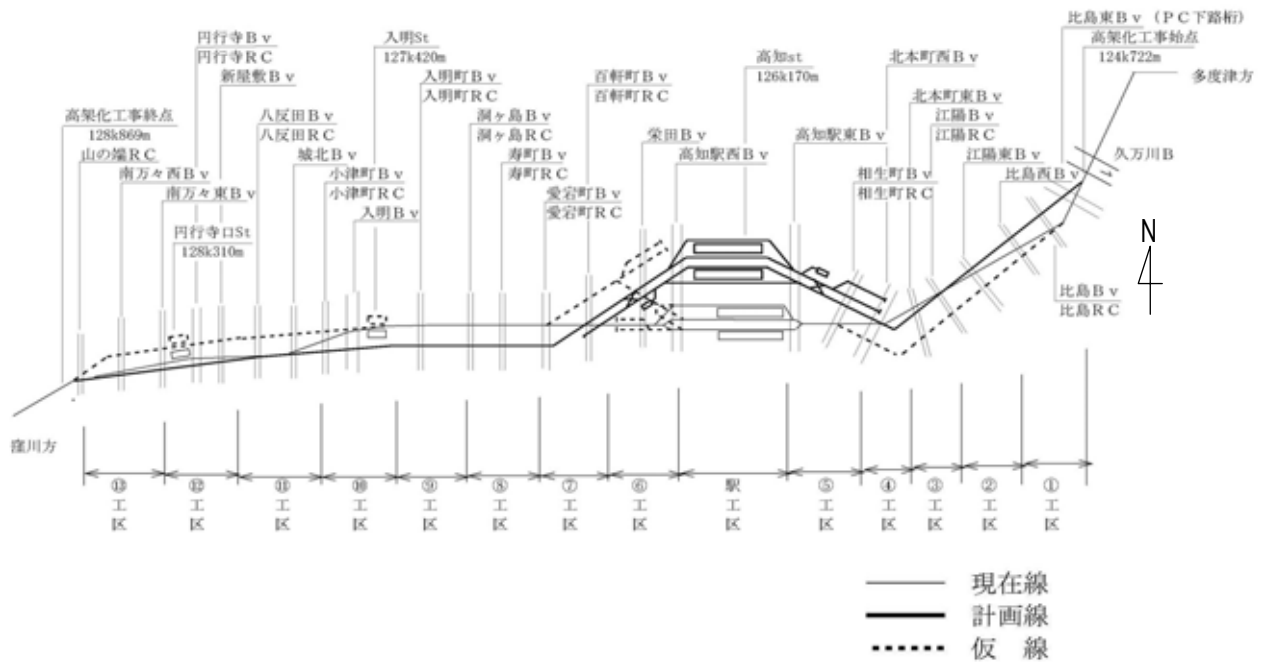 円行寺Bv
円行寺RC
新屋敷Bv
入明St
127k420m
入明町Bv
入明町RC
百軒町Bv
百軒町RC
高知st
126k170m
北本町西Bv
比島東Bv (PC下路桁)
高架化工事始点
124k722m
多度津方
高架化工事終点
128k869m
山の端RC
南万々西Bv
南万々東Bv
円行寺口St
128k310m
八反田Bv
八反田RC
城北Bv
小津町Bv
小津町RC
入明Bv
洞ヶ島Bv
洞ヶ島RC
寿町Bv
寿町RC
愛宕町Bv
愛宕町RC
栄田Bv
高知駅西Bv
高知駅東Bv
相生町Bv
相生町RC
北本町東Bv
江陽Bv
江陽RC
江陽東Bv
比島西Bv
久万川B
N
比島Bv
比島RC
窪川方
⑬工区
⑫工区
⑪工区
⑩工区
⑨工区
⑧工区
⑦工区
⑥工区
駅工区
⑤工区
④工区
③工区
②工区
①工区
現在線
計画線
仮 線